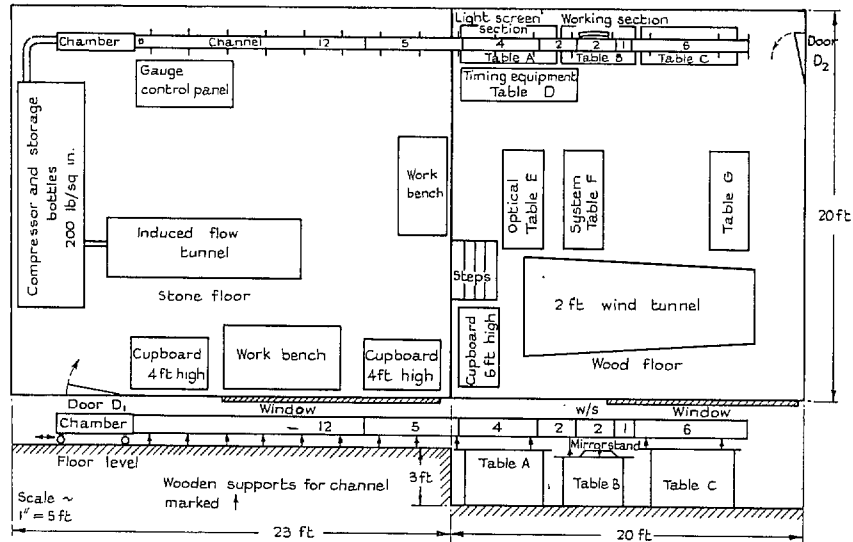 Light screen
section
Working section
Chamber
Channel
12
5
4
2
2
1
6
Door
D2
Table A
Table B
Table C
Gauge
control panel
Timing equipment
Table D
Compressor and storage
bottles
200 lb/sq in.
Work
bench
Optical
Table E
System
Table F
Table G
20 ft
Induced flow
tunnel
Stone floor
Steps
2 ft wind tunnel
Wood floor
Cupboard
4ft high
Work bench
Cupboard
4ft high
Cupboard
6ft high
Door D1
Window
w/s
Window
Chamber
12
5
4
2
2
1
6
Mirror stand
Floor level
Wooden supports for channel
marked ↑
3ft
Table A
Table B
Table C
Scale ~
1" = 5 ft
23 ft
20 ft